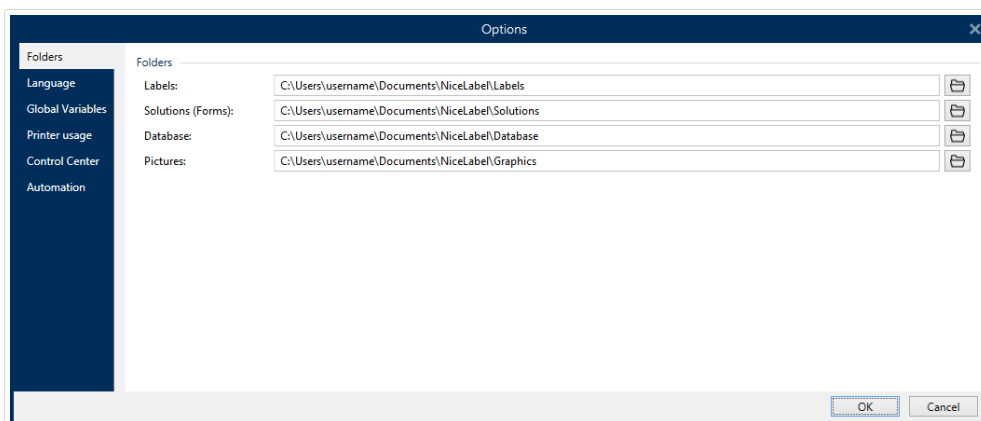 Options
Folders
Language
Global Variables
Printer usage
Control Center
Automation
Folders
Labels: C:\Users\username\Documents\NiceLabel\Labels
Solutions (Forms): C:\Users\username\Documents\NiceLabel\Solutions
Database: C:\Users\username\Documents\NiceLabel\Database
Pictures: C:\Users\username\Documents\NiceLabel\Graphics
OK Cancel